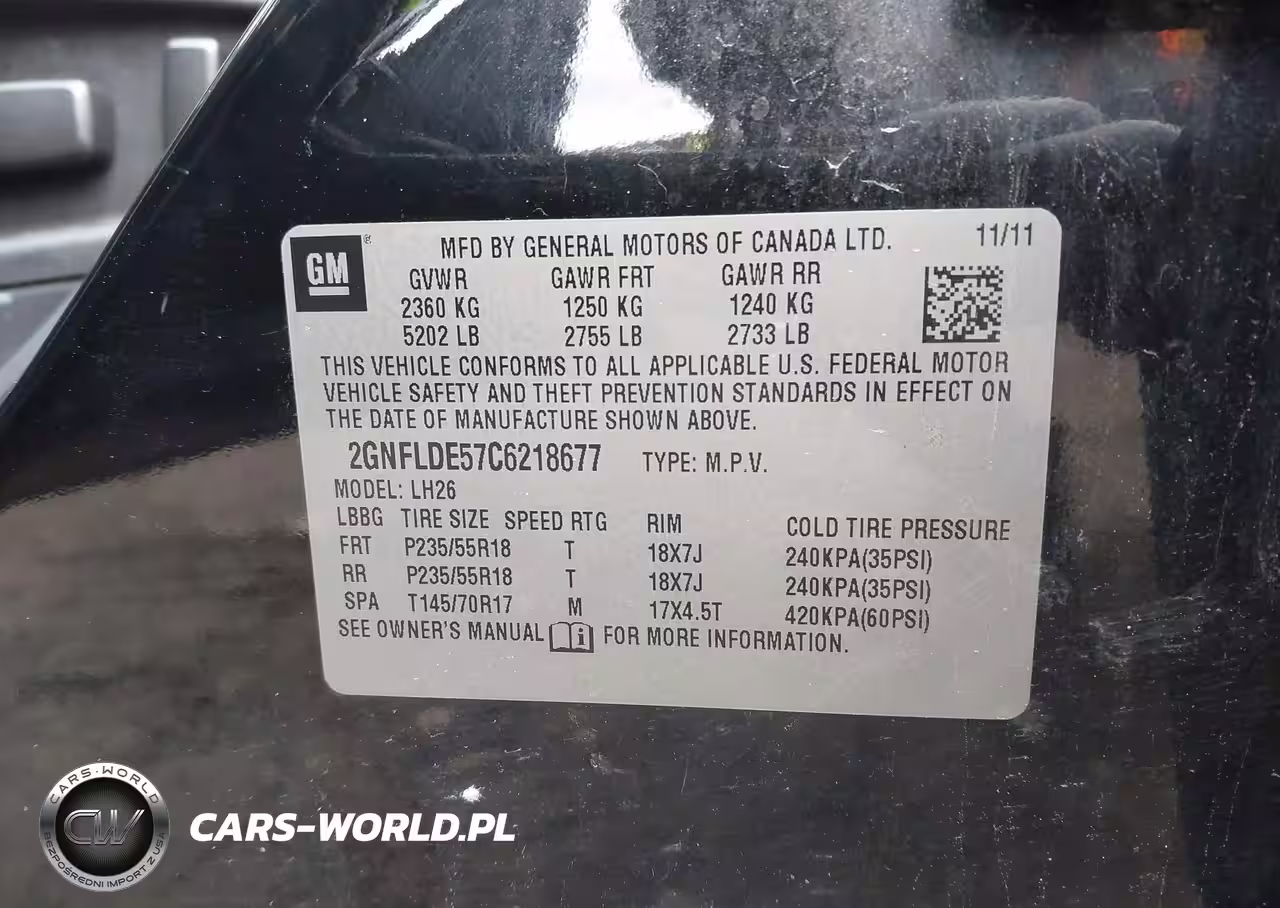 GM ®
MFD BY GENERAL MOTORS OF CANADA LTD. 11/11
GVWR GAWR FRT GAWR RR
2360 KG 1250 KG 1240 KG
5202 LB 2755 LB 2733 LB
THIS VEHICLE CONFORMS TO ALL APPLICABLE U.S. FEDERAL MOTOR
VEHICLE SAFETY AND THEFT PREVENTION STANDARDS IN EFFECT ON
THE DATE OF MANUFACTURE SHOWN ABOVE.
2GNFLDE57C6218677 TYPE: M.P.V.
MODEL: LH26
LBBG TIRE SIZE SPEED RTG RIM COLD TIRE PRESSURE
FRT P235/55R18 T 18X7J 240KPA(35PSI)
RR P235/55R18 T 18X7J 240KPA(35PSI)
SPA T145/70R17 M 17X4.5T 420KPA(60PSI)
SEE OWNER'S MANUAL i FOR MORE INFORMATION.
CARS-WORLD
CW
BEZPOŚREDNI IMPORT Z USA
CARS-WORLD.PL